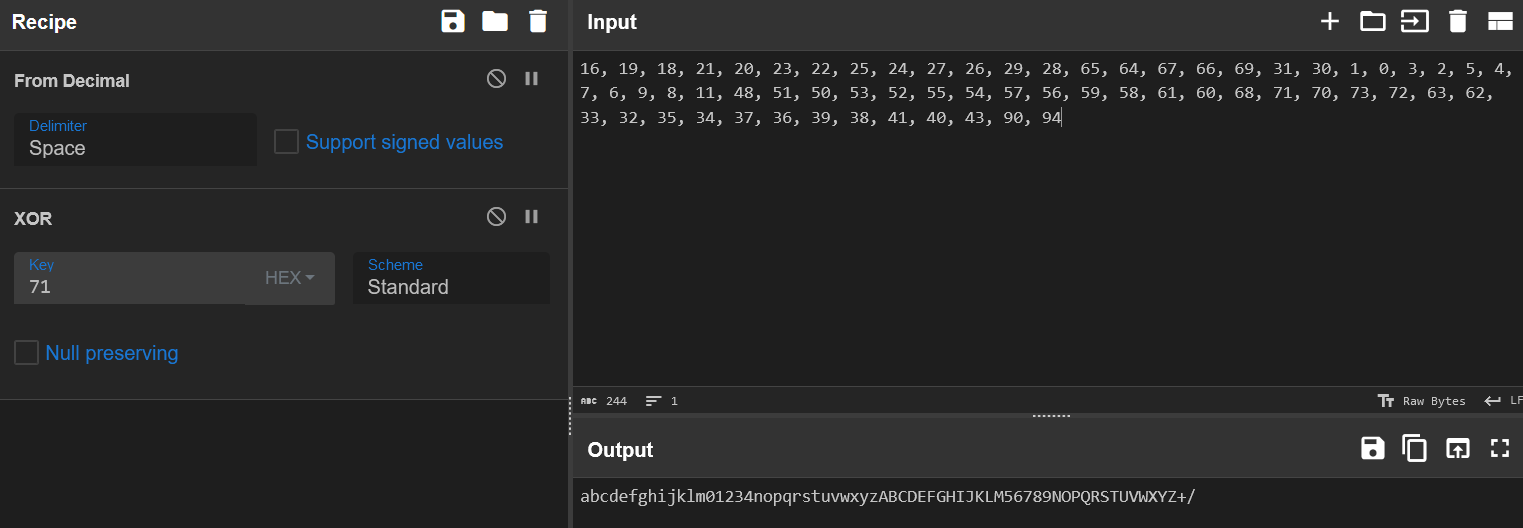 Recipe
From Decimal
Delimiter
Space
Support signed values
XOR
Key
71
HEX
Scheme
Standard
Null preserving
Input
16, 19, 18, 21, 20, 23, 22, 25, 24, 27, 26, 29, 28, 65, 64, 67, 66, 69, 31, 30, 1, 0, 3, 2, 5, 4,
7, 6, 9, 8, 11, 48, 51, 50, 53, 52, 55, 54, 57, 56, 59, 58, 61, 60, 68, 71, 70, 73, 72, 63, 62,
33, 32, 35, 34, 37, 36, 39, 38, 41, 40, 43, 90, 94
ABC 244 1
Raw Bytes LF
Output
abcdefghijklm01234nopqrstuvwxyzABCDEFGHIJKLM56789NOPQRSTUVWXYZ+/